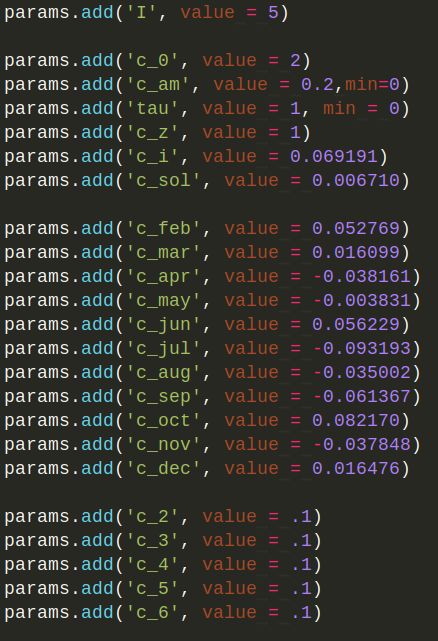 params.add('I', value = 5)
params.add('c_0', value = 2)
params.add('c_am', value = 0.2,min=0)
params.add('tau', value = 1, min = 0)
params.add('c_z', value = 1)
params.add('c_i', value = 0.069191)
params.add('c_sol', value = 0.006710)
params.add('c_feb', value = 0.052769)
params.add('c_mar', value = 0.016099)
params.add('c_apr', value = -0.038161)
params.add('c_may', value = -0.003831)
params.add('c_jun', value = 0.056229)
params.add('c_jul', value = -0.093193)
params.add('c_aug', value = -0.035002)
params.add('c_sep', value = -0.061367)
params.add('c_oct', value = 0.082170)
params.add('c_nov', value = -0.037848)
params.add('c_dec', value = 0.016476)
params.add('c_2', value = .1)
params.add('c_3', value = .1)
params.add('c_4', value = .1)
params.add('c_5', value = .1)
params.add('c_6', value = .1)